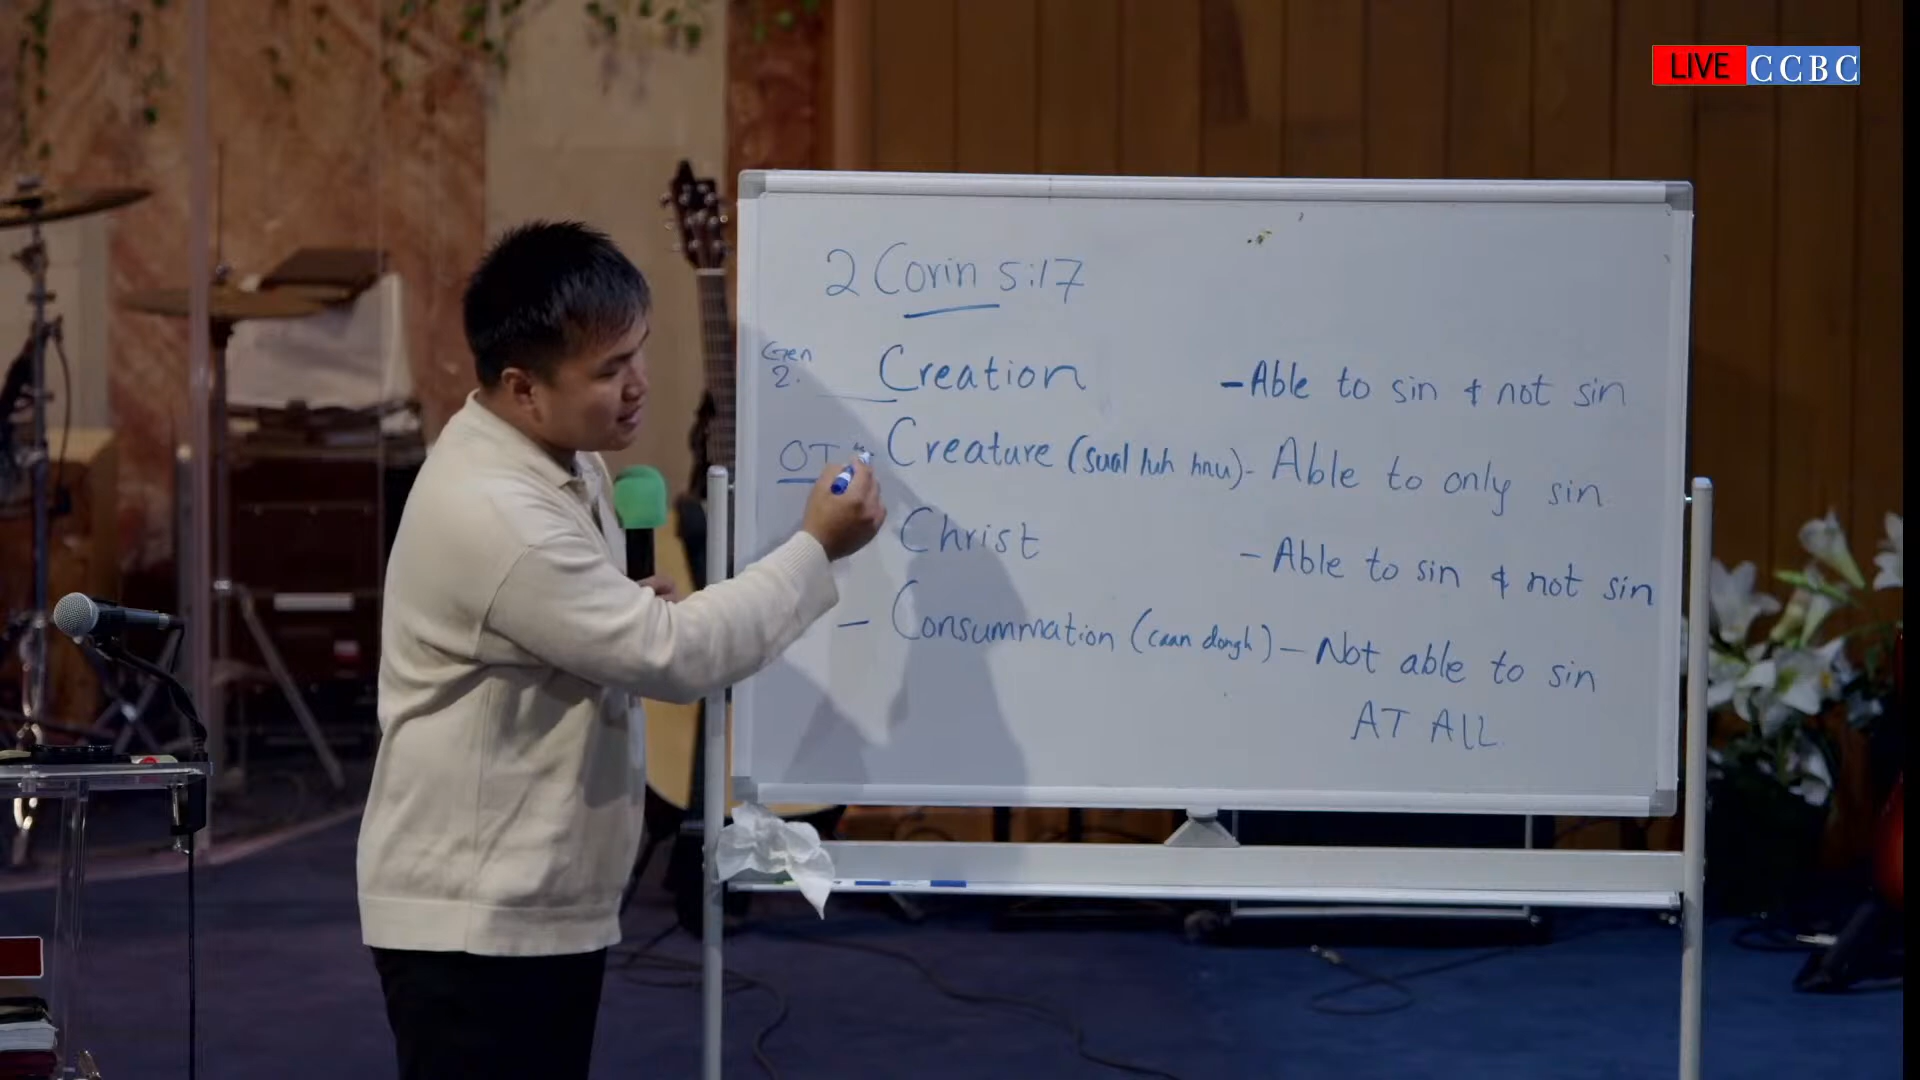 LIVE CCBC
2 Corin 5:17
Gen
2.
Creation - Able to sin & not sin
OT Creature (sual luh hnu) - Able to only sin
Christ - Able to sin & not sin
- Consummation (caan dongh) - Not able to sin
AT ALL